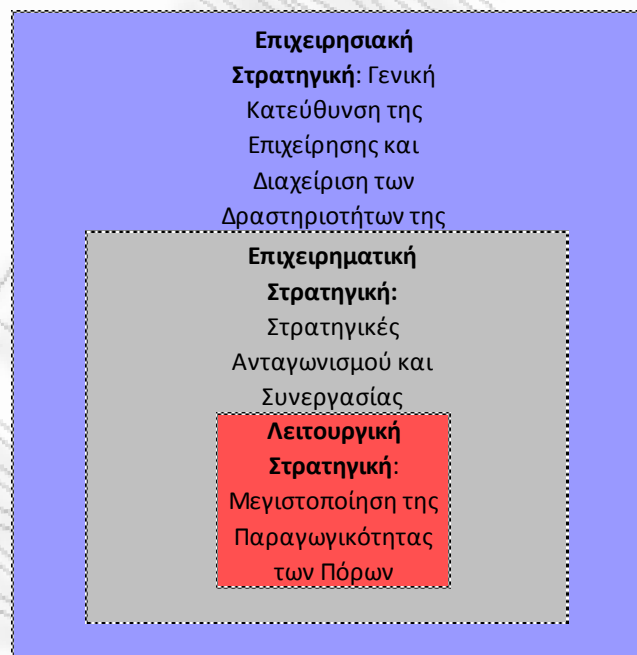 Επιχειρησιακή
Στρατηγική: Γενική
Κατεύθυνση της
Επιχείρησης και
Διαχείριση των
Δραστηριοτήτων της
Επιχειρηματική
Στρατηγική:
Στρατηγικές
Ανταγωνισμού και
Συνεργασίας
Λειτουργική
Στρατηγική:
Μεγιστοποίηση της
Παραγωγικότητας
των Πόρων